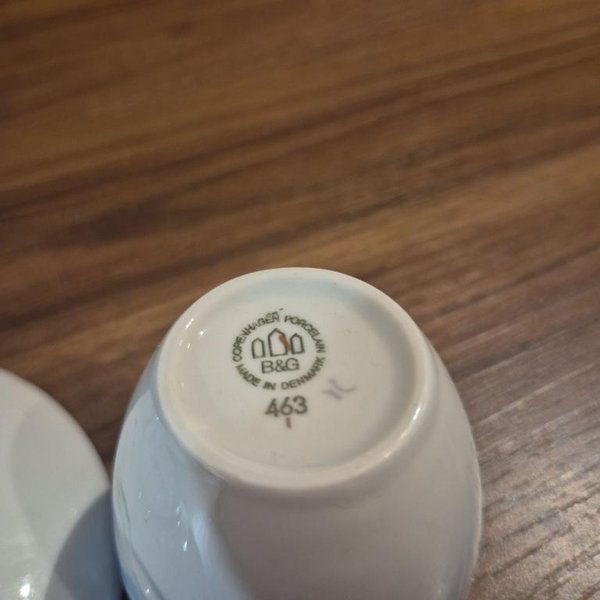 COPENHAGEN PORCELAIN
B&G
MADE IN DENMARK
463